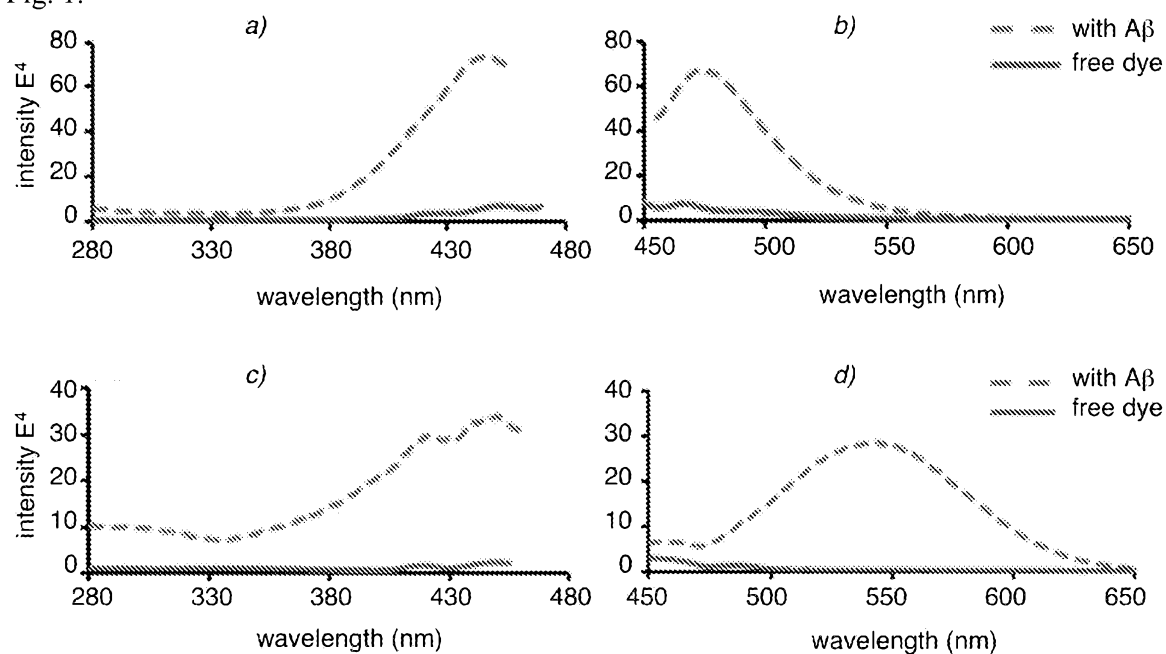 Fig. 1.
a)
b)
with Aβ
free dye
80
60
40
20
0
intensity E⁴
280 330 380 430 480
wavelength (nm)
80
60
40
20
0
450 500 550 600 650
wavelength (nm)
c)
d)
with Aβ
free dye
40
30
20
10
0
intensity E⁴
280 330 380 430 480
wavelength (nm)
40
30
20
10
0
450 500 550 600 650
wavelength (nm)